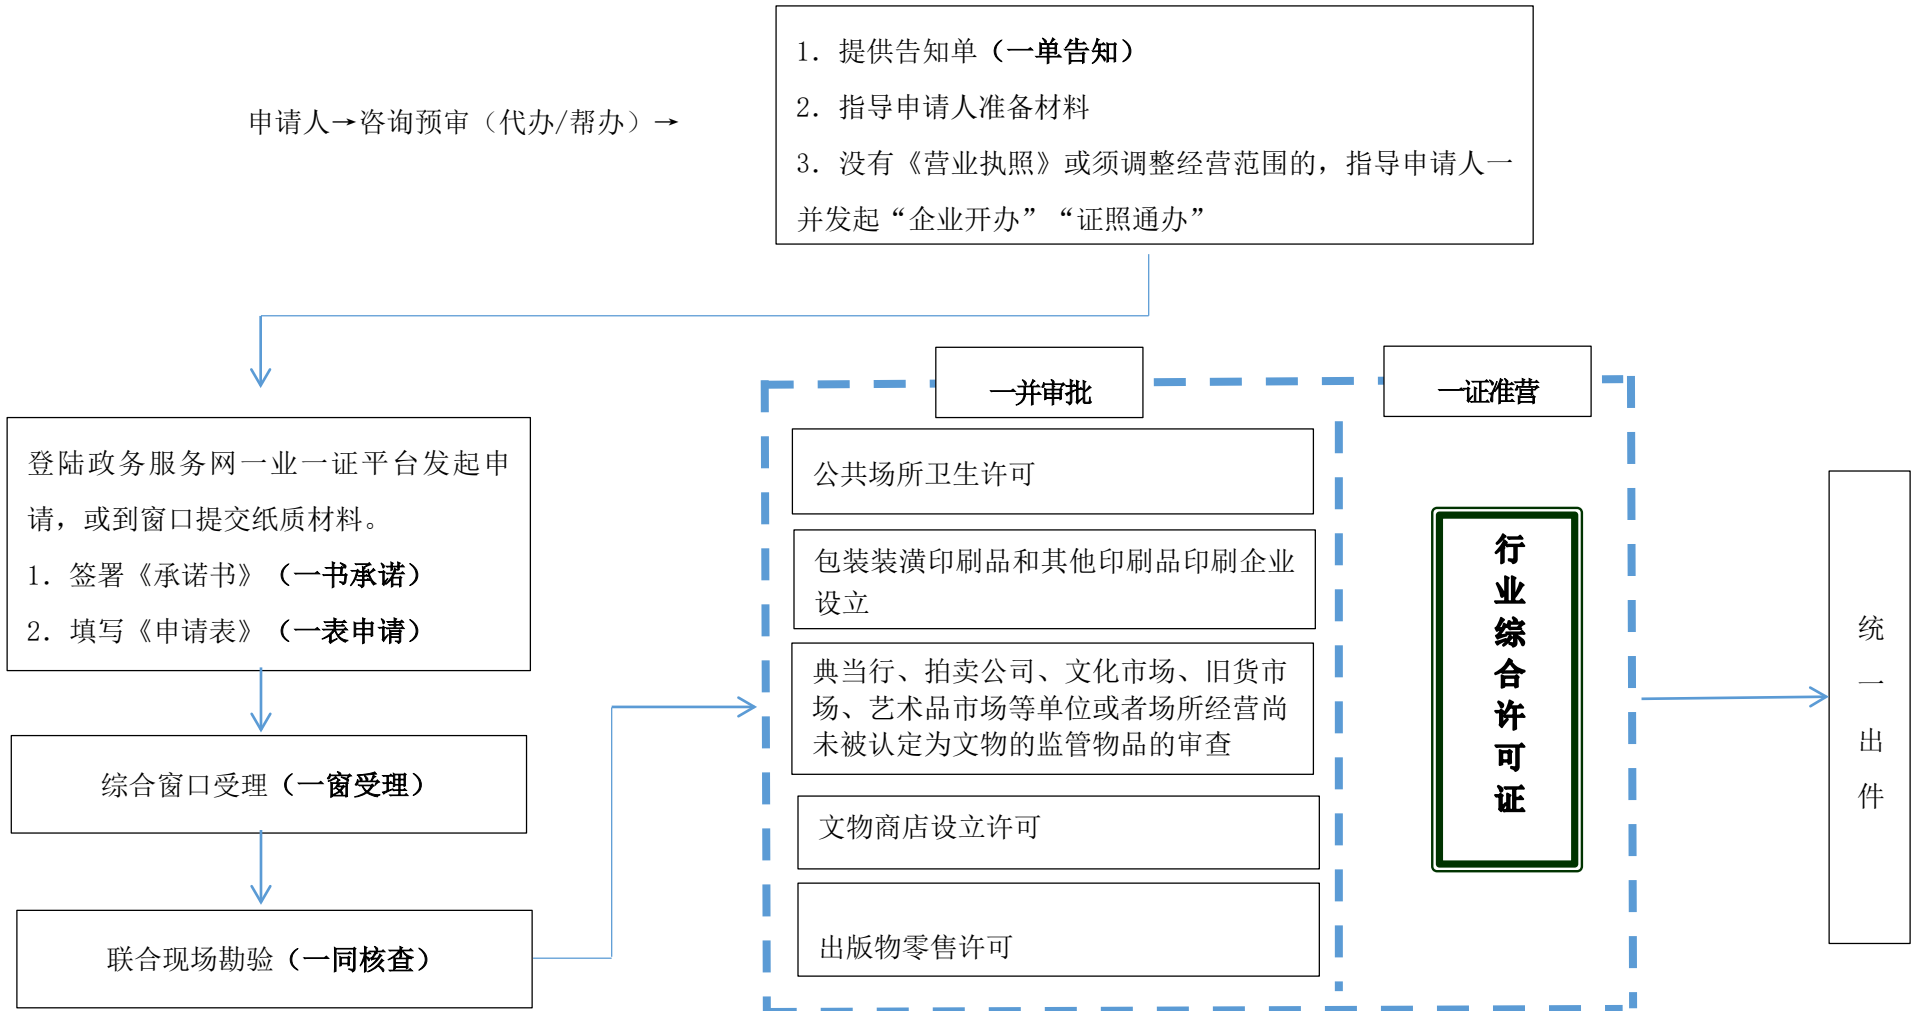 1. 提供告知单（一单告知）
申请人→咨询预审（代办/帮办）→
2. 指导申请人准备材料
3. 没有《营业执照》或须调整经营范围的，指导申请人一
并发起“企业开办”“证照通办”
登陆政务服务网一业一证平台发起申
请，或到窗口提交纸质材料。
1. 签署《承诺书》（一书承诺）
2. 填写《申请表》（一表申请）
综合窗口受理（一窗受理）
联合现场勘验（一同核查）
一并审批
公共场所卫生许可
包装装潢印刷品和其他印刷品印刷企业
设立
典当行、拍卖公司、文化市场、旧货市
场、艺术品市场等单位或者场所经营尚
未被认定为文物的监管物品的审查
文物商店设立许可
出版物零售许可
一证准营
行业综合许可证
统一出件